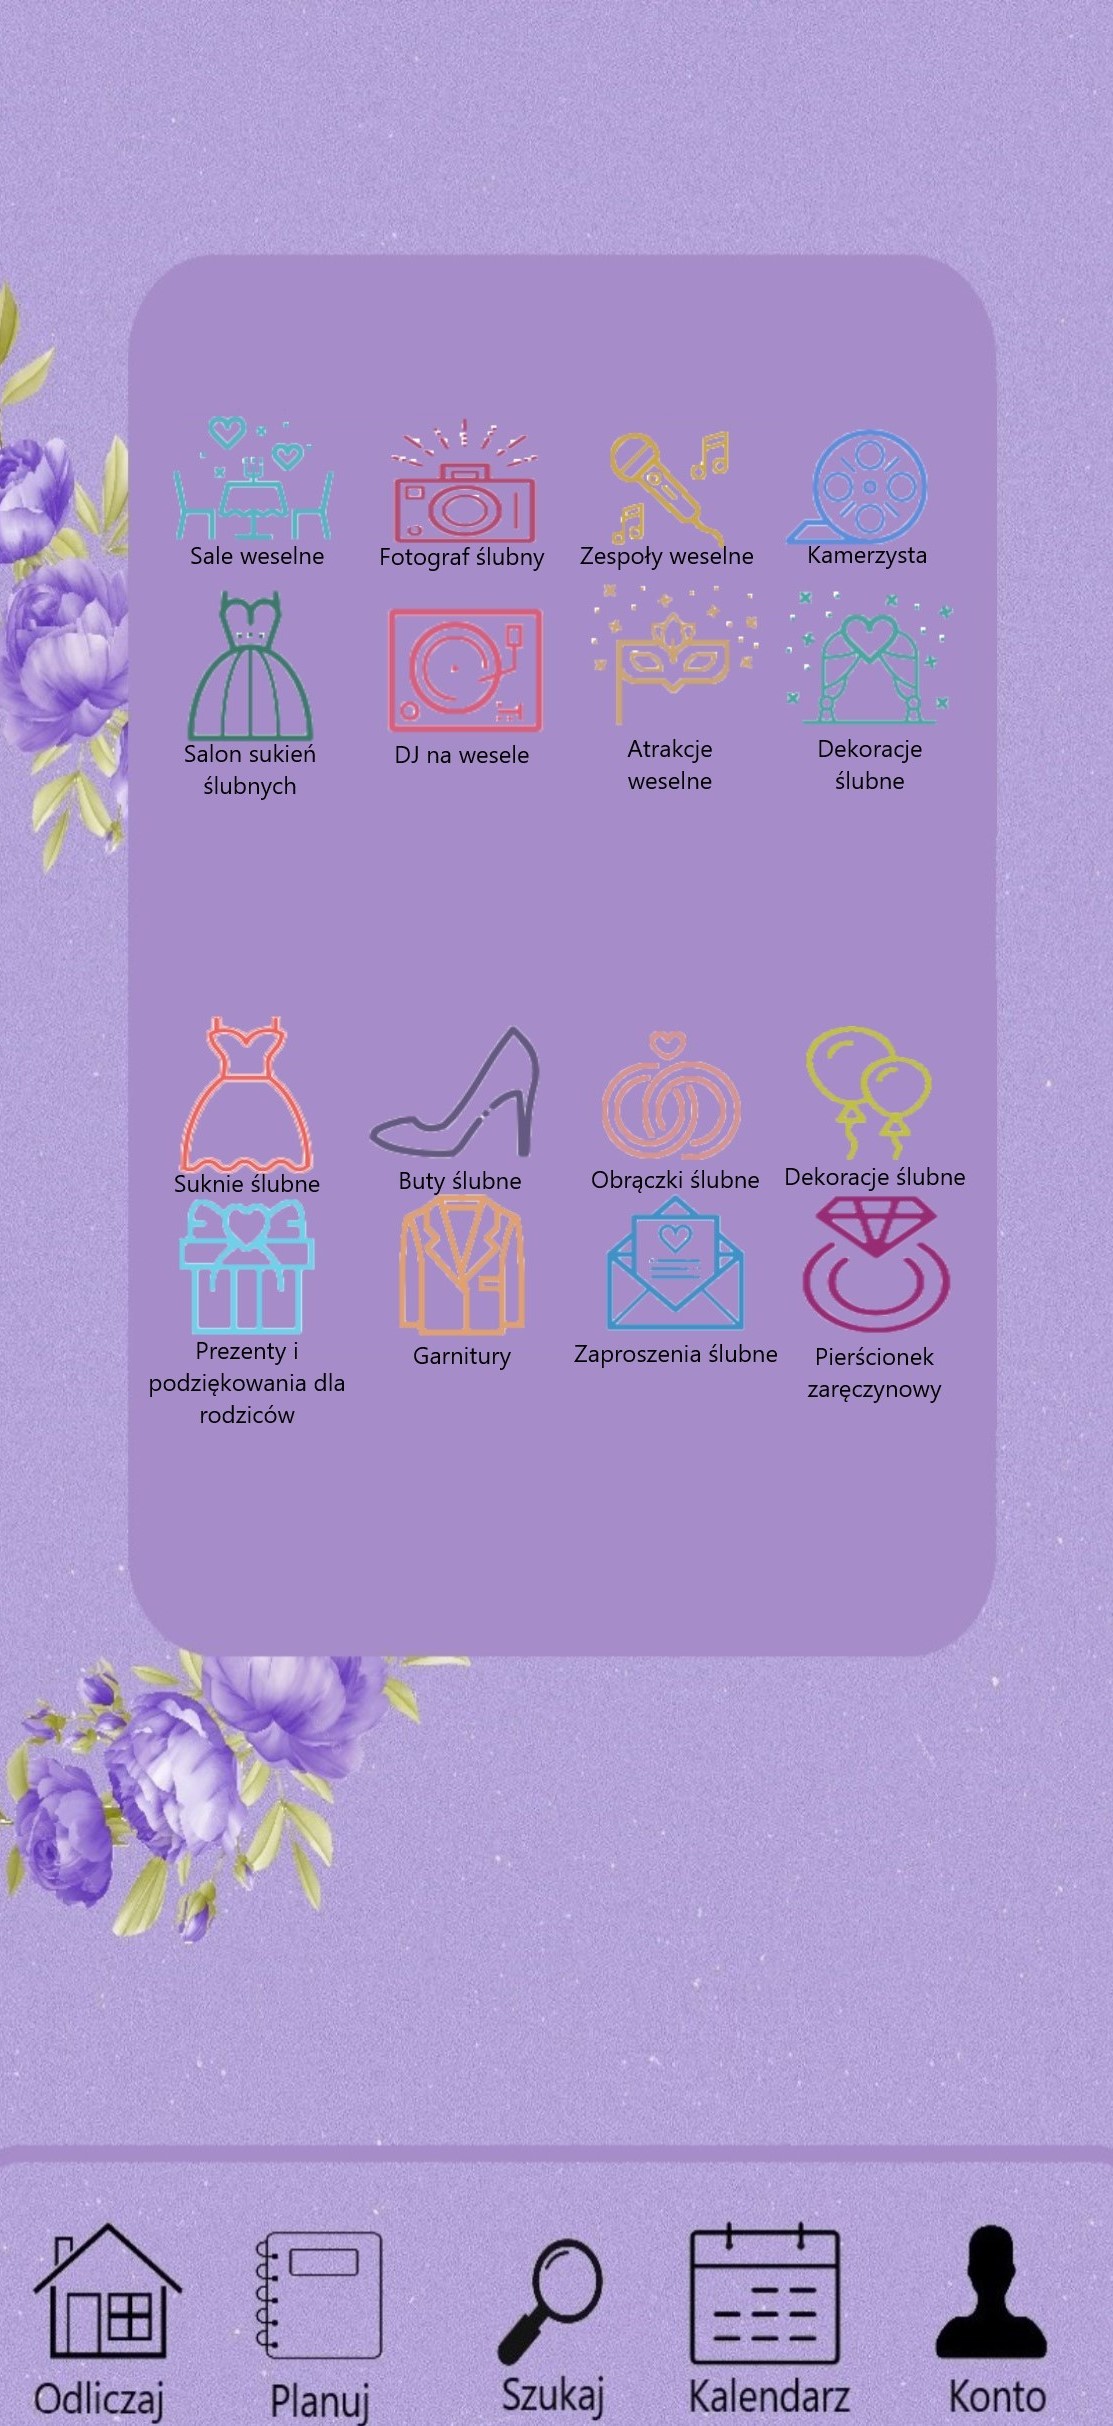 Sale weselne
Fotograf ślubny
Zespoły weselne
Kamerzysta
Salon sukień
ślubnych
DJ na wesele
Atrakcje
weselne
Dekoracje
ślubne
Suknie ślubne
Buty ślubne
Obrączki ślubne
Dekoracje ślubne
Prezenty i
podziękowania dla
rodziców
Garnitury
Zaproszenia ślubne
Pierścionek
zaręczynowy
Odliczaj
Planuj
Szukaj
Kalendarz
Konto